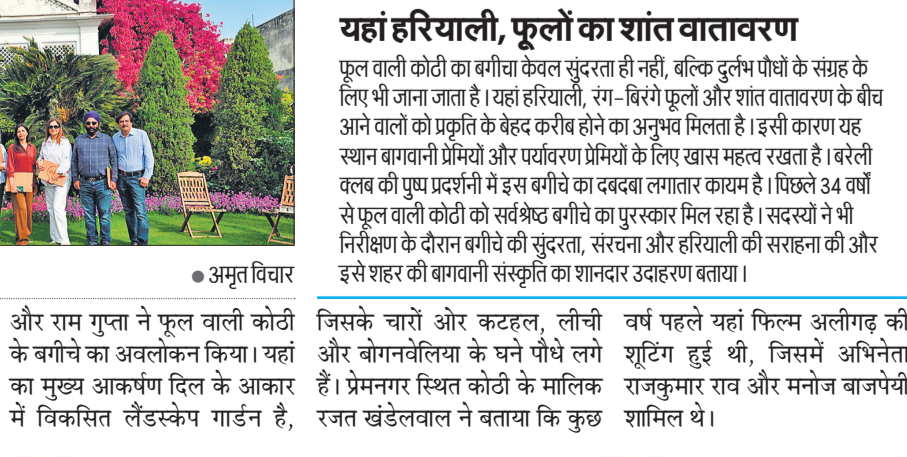 यहां हरियाली, फूलों का शांत वातावरण
फूल वाली कोठी का बगीचा केवल सुंदरता ही नहीं, बल्कि दुर्लभ पौधों के संग्रह के
लिए भी जाना जाता है। यहां हरियाली, रंग-बिरंगे फूलों और शांत वातावरण के बीच
आने वालों को प्रकृति के बेहद करीब होने का अनुभव मिलता है। इसी कारण यह
स्थान बागवानी प्रेमियों और पर्यावरण प्रेमियों के लिए खास महत्व रखता है। बरेली
क्लब की पुष्प प्रदर्शनी में इस बगीचे का दबदबा लगातार कायम है। पिछले 34 वर्षों
से फूल वाली कोठी को सर्वश्रेष्ठ बगीचे का पुरस्कार मिल रहा है। सदस्यों ने भी
निरीक्षण के दौरान बगीचे की सुंदरता, संरचना और हरियाली की सराहना की और
इसे शहर की बागवानी संस्कृति का शानदार उदाहरण बताया।
● अमृत विचार
और राम गुप्ता ने फूल वाली कोठी
के बगीचे का अवलोकन किया। यहां
का मुख्य आकर्षण दिल के आकार
में विकसित लैंडस्केप गार्डन है,
जिसके चारों ओर कटहल, लीची
और बोगनवेलिया के घने पौधे लगे
हैं। प्रेमनगर स्थित कोठी के मालिक
रजत खंडेलवाल ने बताया कि कुछ
वर्ष पहले यहां फिल्म अलीगढ़ की
शूटिंग हुई थी, जिसमें अभिनेता
राजकुमार राव और मनोज बाजपेयी
शामिल थे।